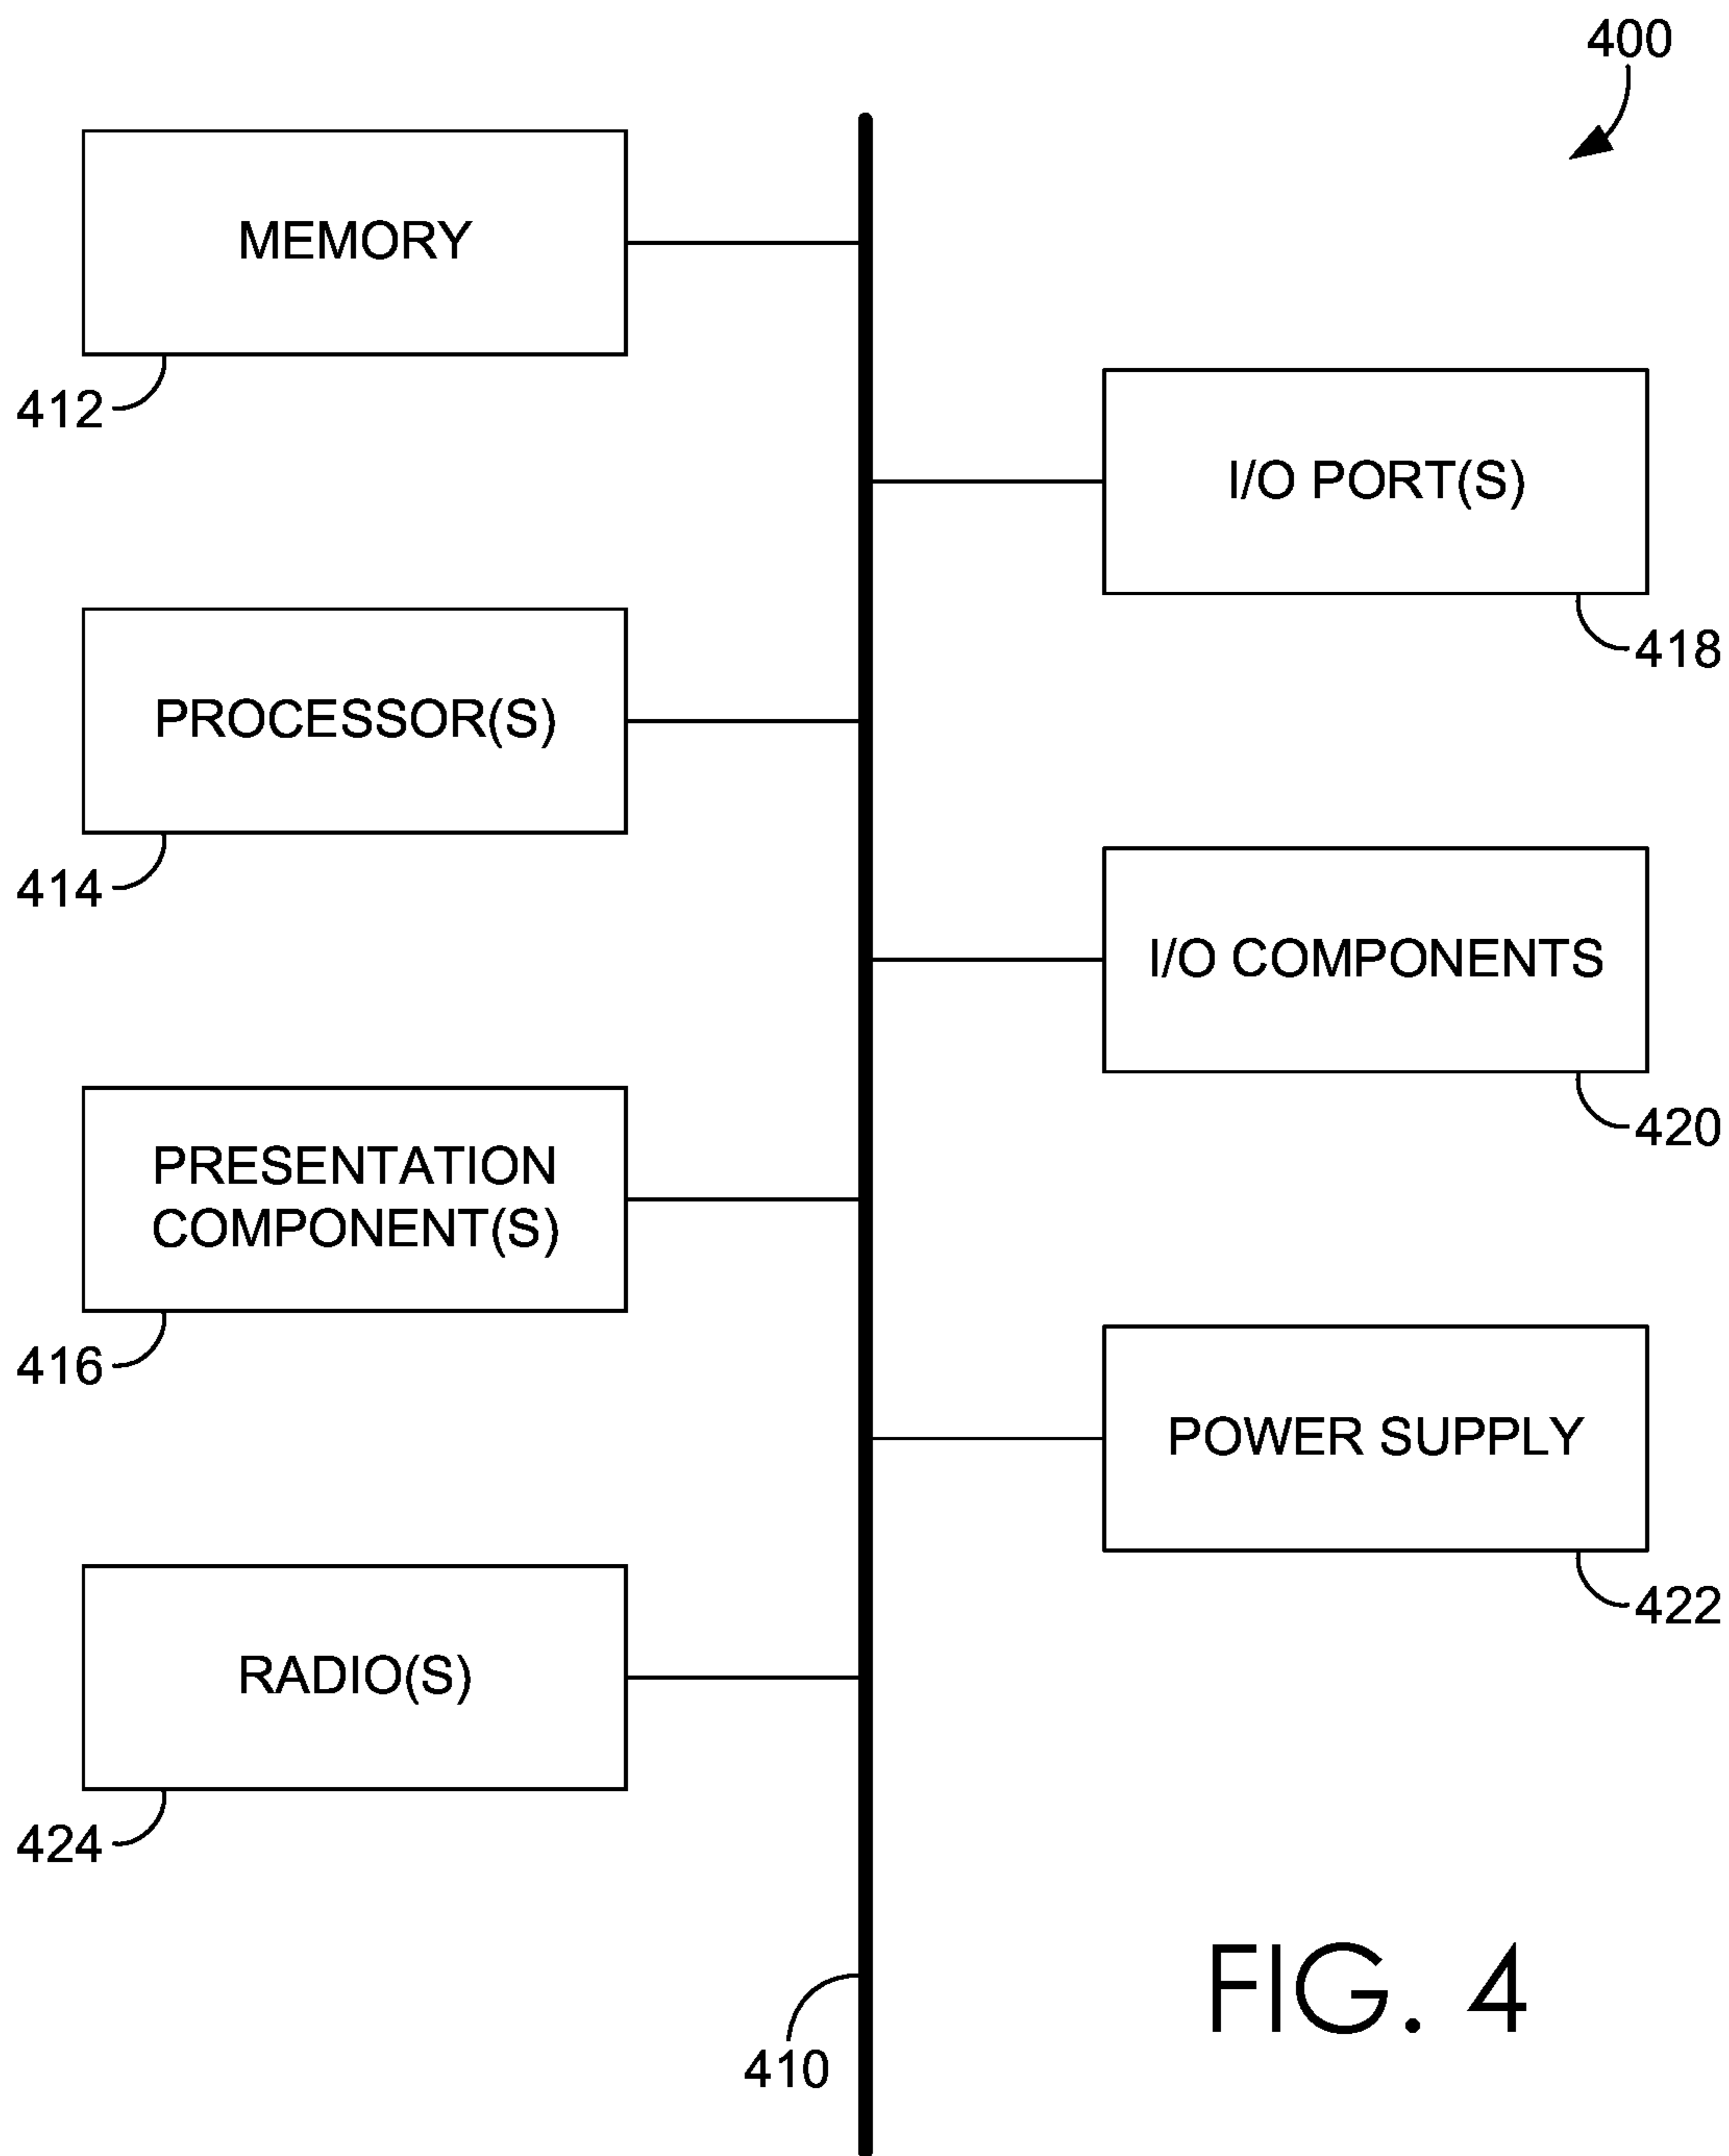 400
MEMORY
412
I/O PORT(S)
418
PROCESSOR(S)
414
I/O COMPONENTS
420
PRESENTATION
COMPONENT(S)
416
POWER SUPPLY
422
RADIO(S)
424
410
FIG. 4